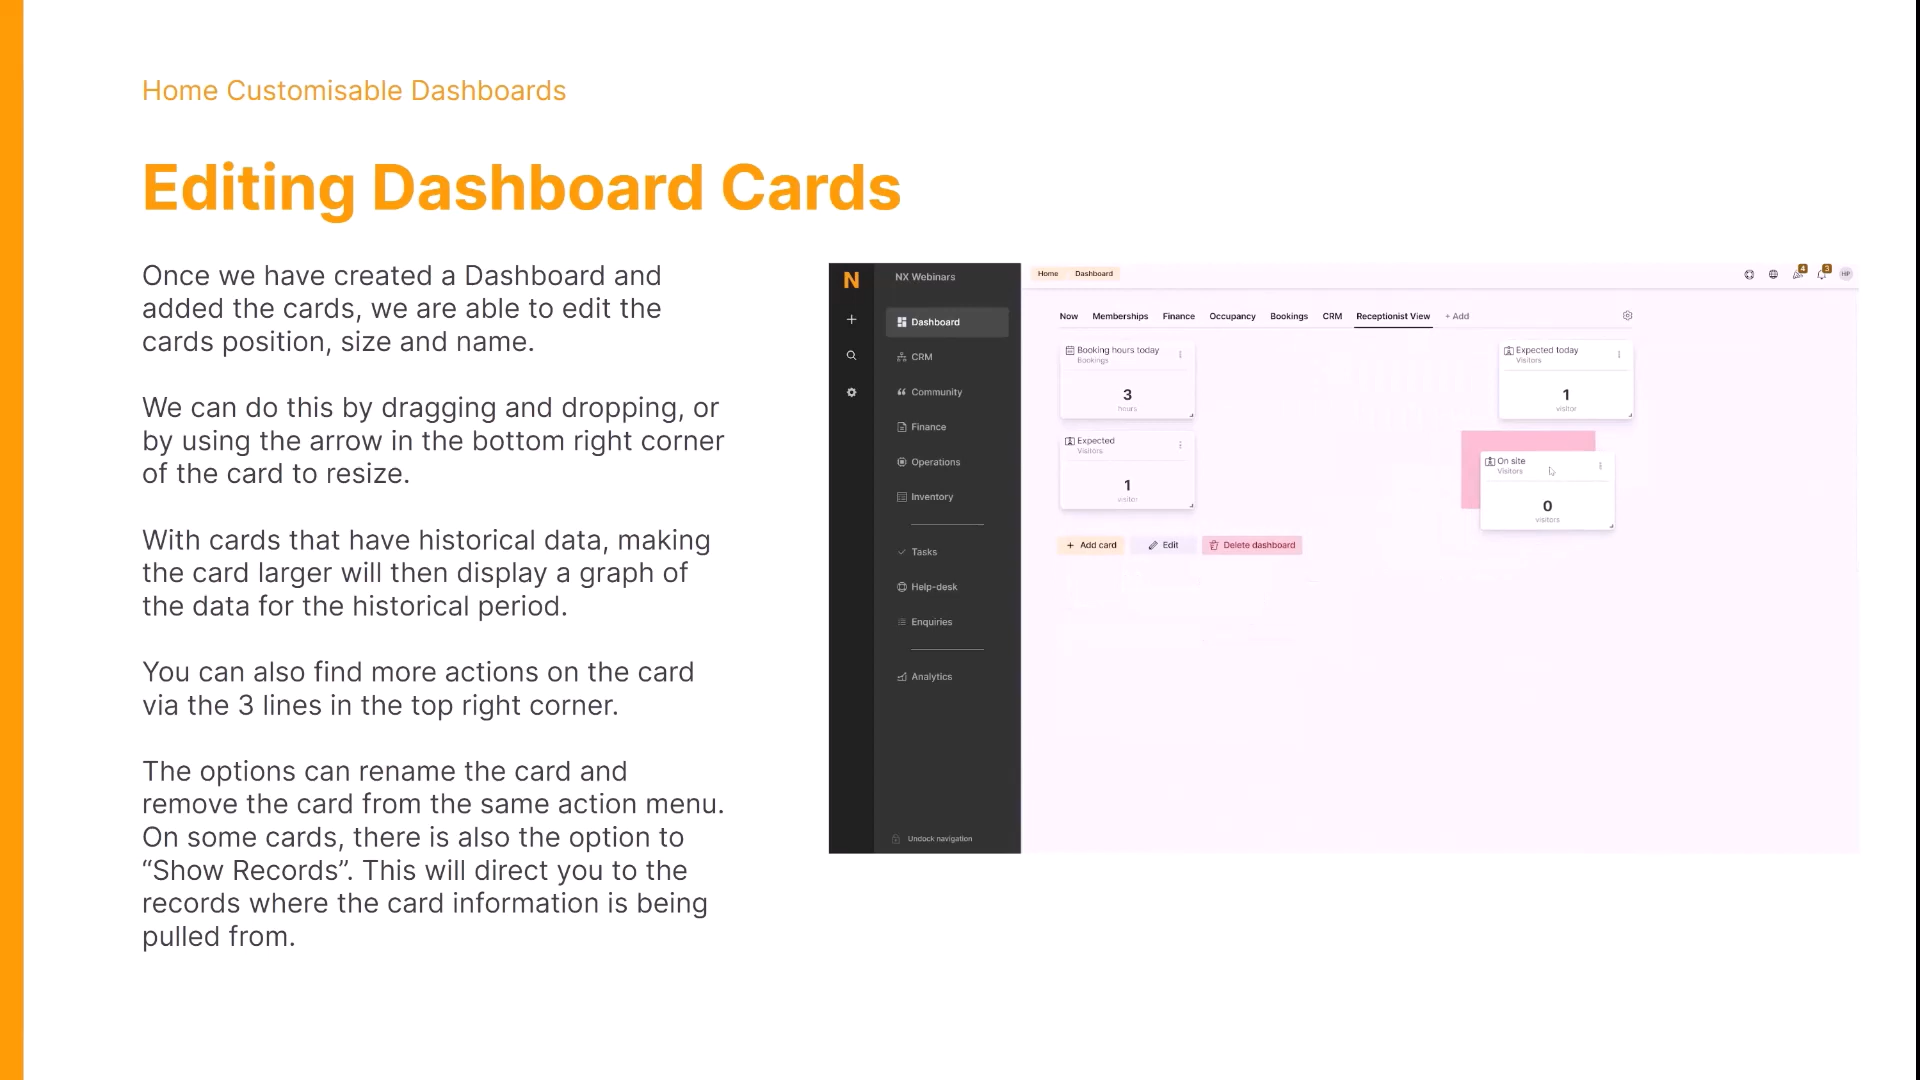 Home Customisable Dashboards
Editing Dashboard Cards
Once we have created a Dashboard and
added the cards, we are able to edit the
cards position, size and name.
We can do this by dragging and dropping, or
by using the arrow in the bottom right corner
of the card to resize.
With cards that have historical data, making
the card larger will then display a graph of
the data for the historical period.
You can also find more actions on the card
via the 3 lines in the top right corner.
The options can rename the card and
remove the card from the same action menu.
On some cards, there is also the option to
“Show Records”. This will direct you to the
records where the card information is being
pulled from.
N
NX Webinars
Dashboard
CRM
Community
Finance
Operations
Inventory
Tasks
Help-desk
Enquiries
Analytics
Undock navigation
Home Dashboard
4 3 HP
Now Memberships Finance Occupancy Bookings CRM Receptionist View + Add
Booking hours today
Bookings
3
hours
Expected today
Visitors
1
visitor
Expected
Visitors
1
visitor
On site
Visitors
0
visitors
+ Add card Edit Delete dashboard